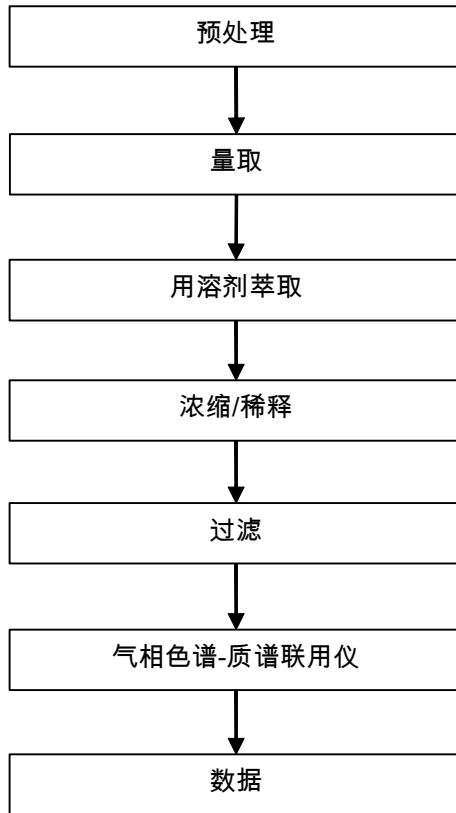 预处理
量取
用溶剂萃取
浓缩/稀释
过滤
气相色谱-质谱联用仪
数据